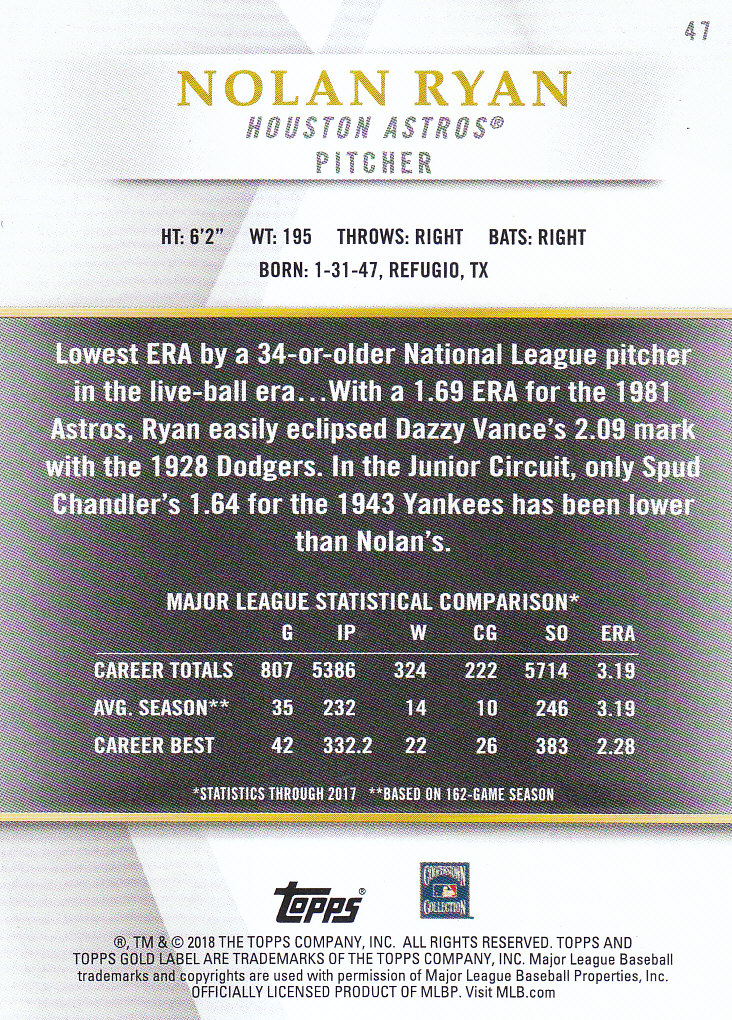 47
NOLAN RYAN
HOUSTON ASTROS®
PITCHER
HT: 6'2" WT: 195 THROWS: RIGHT BATS: RIGHT
BORN: 1-31-47, REFUGIO, TX
Lowest ERA by a 34-or-older National League pitcher
in the live-ball era...With a 1.69 ERA for the 1981
Astros, Ryan easily eclipsed Dazzy Vance's 2.09 mark
with the 1928 Dodgers. In the Junior Circuit, only Spud
Chandler's 1.64 for the 1943 Yankees has been lower
than Nolan's.
MAJOR LEAGUE STATISTICAL COMPARISON*
G IP W CG SO ERA
CAREER TOTALS 807 5386 324 222 5714 3.19
AVG. SEASON** 35 232 14 10 246 3.19
CAREER BEST 42 332.2 22 26 383 2.28
*STATISTICS THROUGH 2017 **BASED ON 162-GAME SEASON
Topps®
COOPERSTOWN
COLLECTION
®, TM & © 2018 THE TOPPS COMPANY, INC. ALL RIGHTS RESERVED. TOPPS AND
TOPPS GOLD LABEL ARE TRADEMARKS OF THE TOPPS COMPANY, INC. Major League Baseball
trademarks and copyrights are used with permission of Major League Baseball Properties, Inc.
OFFICIALLY LICENSED PRODUCT OF MLBP. Visit MLB.com